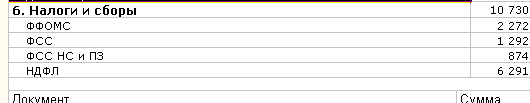 6. Налоги и сборы 10 730
ФФОМС 2 272
ФСС 1 292
ФСС НС и ПЗ 874
НДФЛ 6 291
Документ Сумма